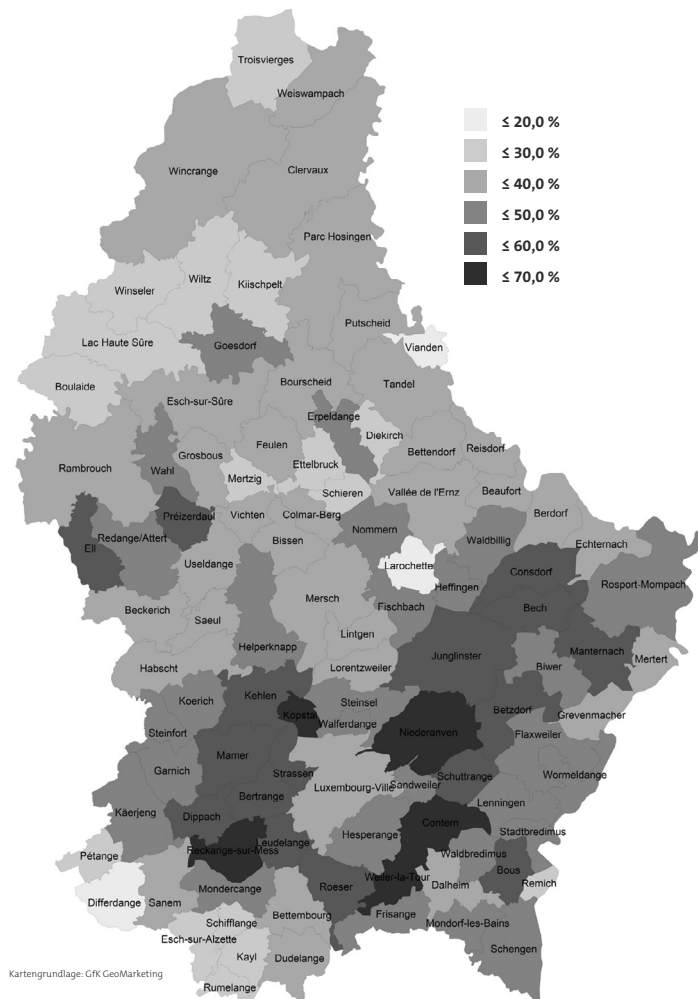 Troisvierges
Weiswampach
≤ 20,0 %
≤ 30,0 %
≤ 40,0 %
≤ 50,0 %
≤ 60,0 %
≤ 70,0 %
Wincrange
Clervaux
Parc Hosingen
Winseler
Wiltz
Kiischpelt
Putscheid
Lac Haute Sûre
Goesdorf
Vianden
Boulaide
Bourscheid
Tandel
Esch-sur-Sûre
Erpeldange
Diekirch
Feulen
Grosbous
Ettelbruck
Bettendorf
Reisdorf
Rambrouch
Wahl
Mertzig
Schieren
Vallée de l'Ernz
Beaufort
Préizerdaul
Vichten
Colmar-Berg
Berdorf
Nommern
Redange/Attert
Bissen
Waldbillig
Echternach
Ell
Useldange
Larochette
Consdorf
Heffingen
Rosport-Mompach
Mersch
Beckerich
Fischbach
Bech
Saeul
Lintgen
Helperknapp
Junglinster
Manternach
Mertert
Habscht
Lorentzweiler
Biwer
Kehlen
Koerich
Steinsel
Betzdorf
Kopstal
Grevenmacher
Walferdange
Steinfort
Niederanven
Flaxweiler
Mamer
Garnich
Strassen
Schuttrange
Wormeldange
Luxembourg-Ville
Sandweiler
Bertrange
Lenningen
Käerjeng
Dippach
Contern
Stadtbredimus
Hesperange
Leudelange
Reckange-sur-Mess
Waldbredimus
Pétange
Bous
Weiler-la-Tour
Remich
Roeser
Dalheim
Mondercange
Differdange
Sanem
Bettembourg
Frisange
Schifflange
Mondorf-les-Bains
Esch-sur-Alzette
Schengen
Kayl
Dudelange
Kartengrundlage: GfK GeoMarketing
Rumelange